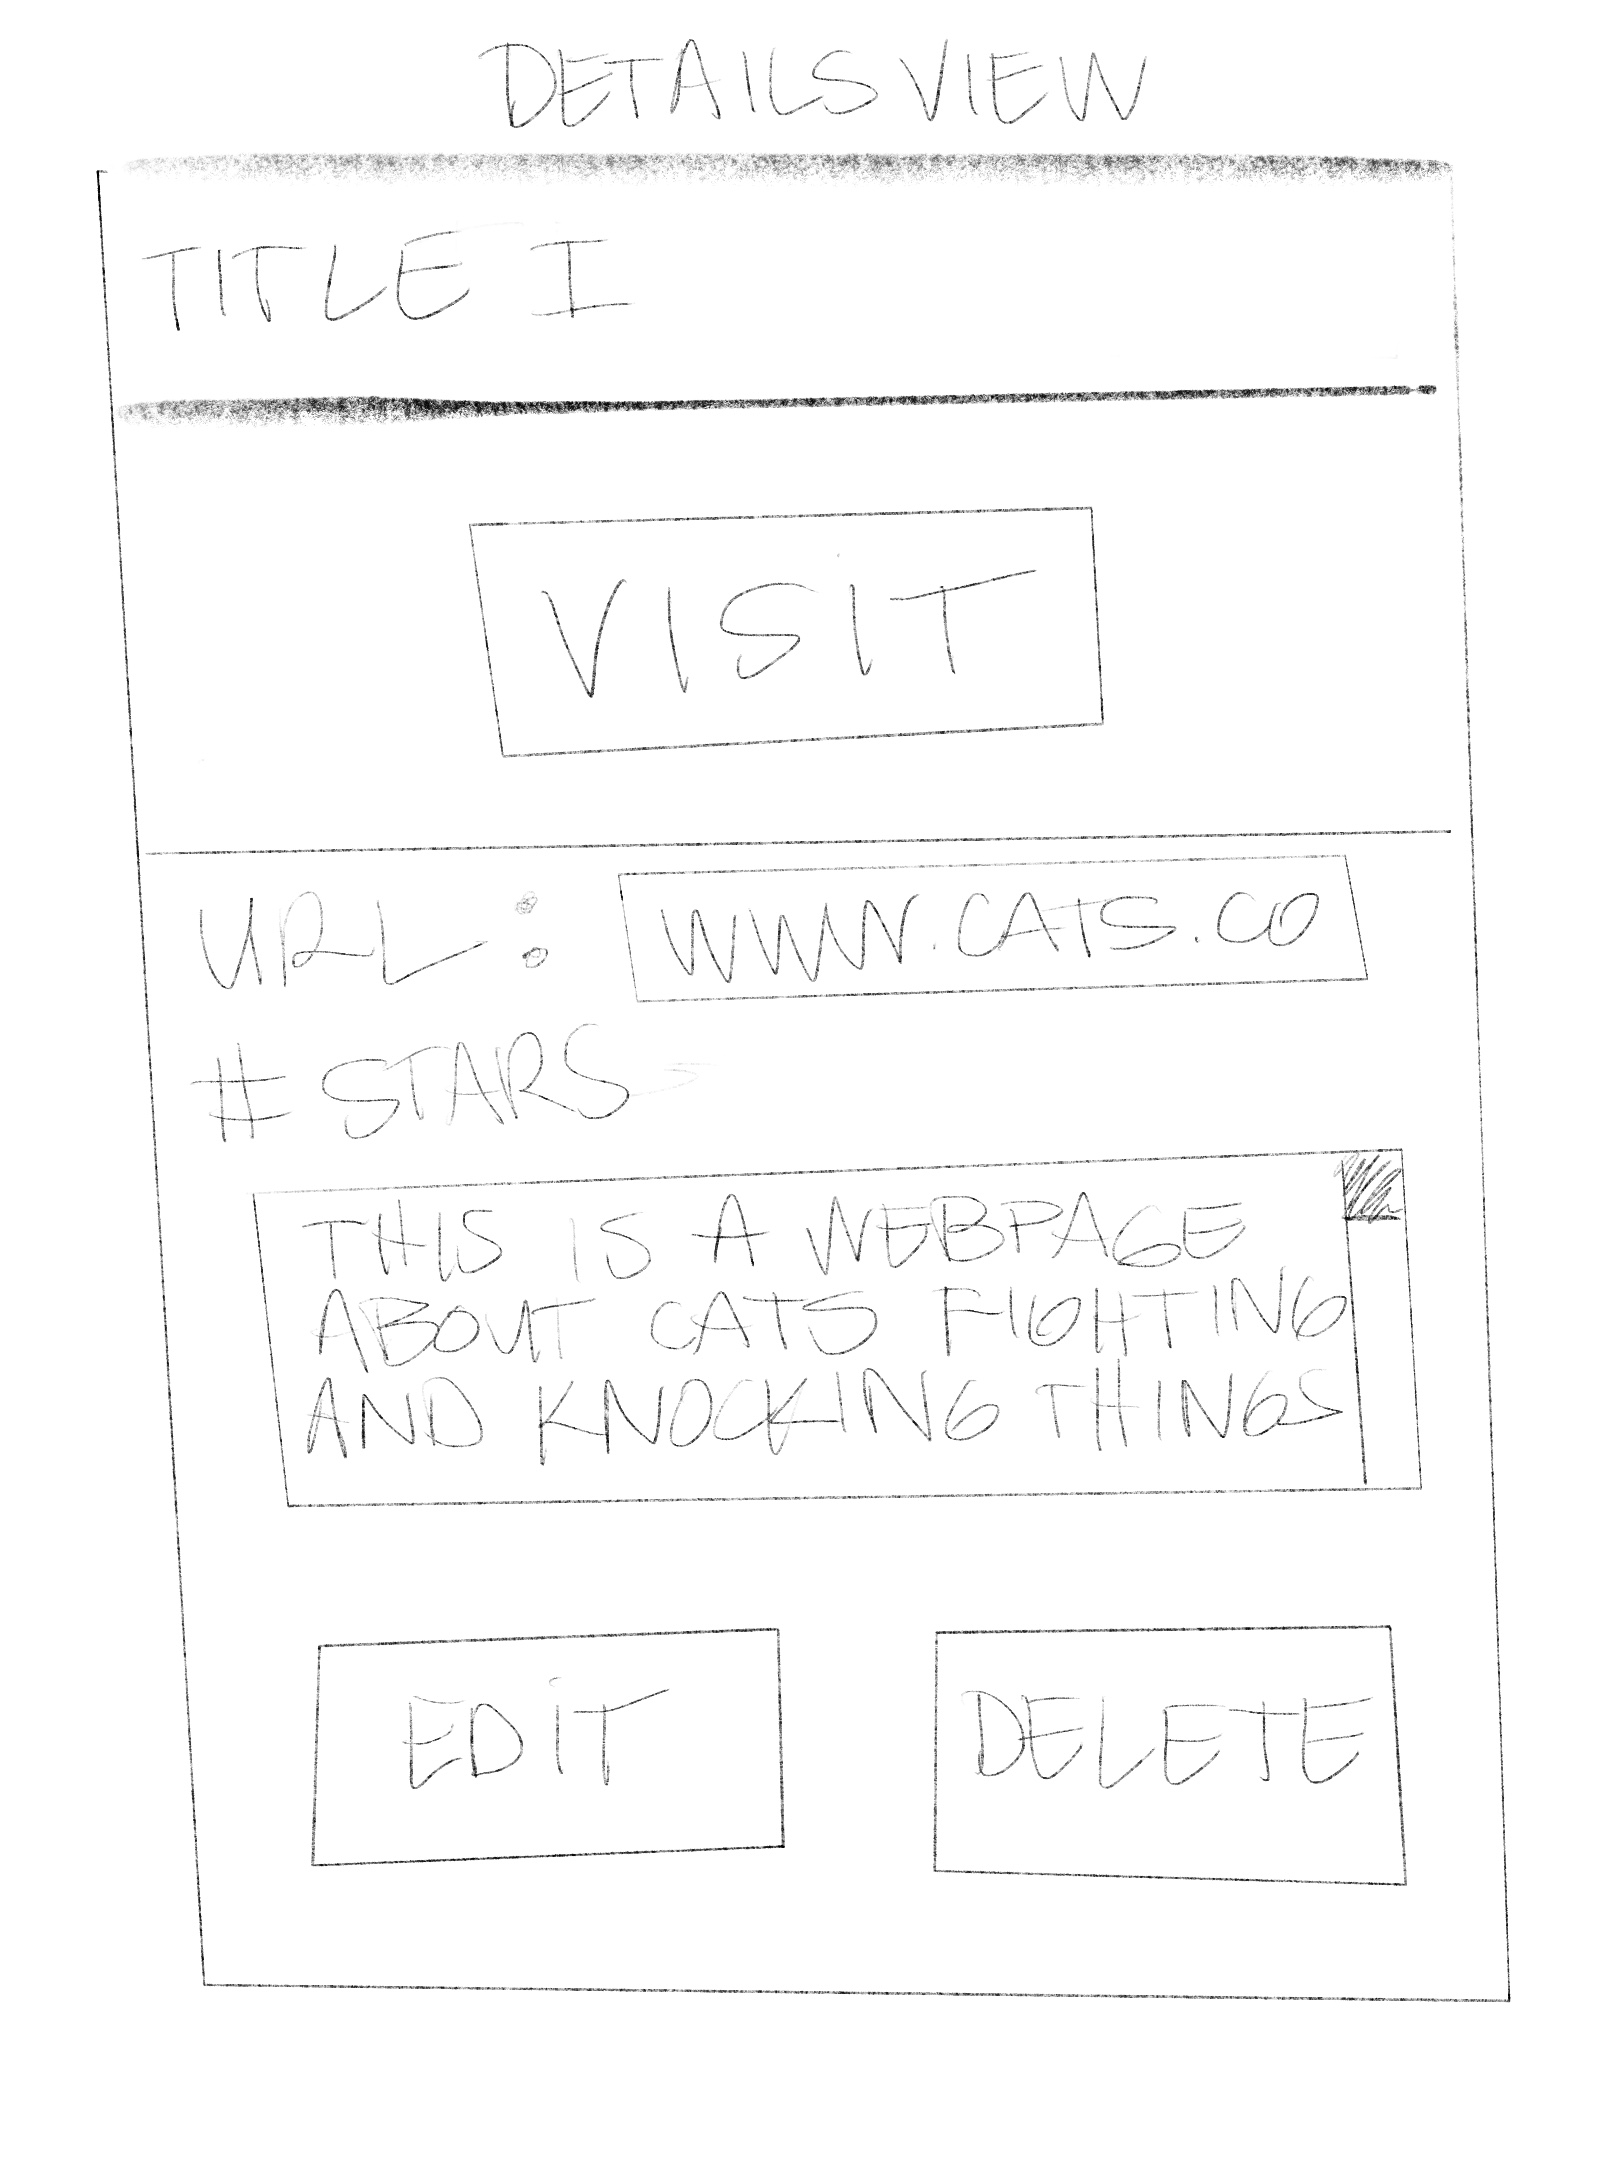 DETAILS VIEW
TITLE I
VISIT
URL: WWW.CATS.CO
# STARS
THIS IS A WEBPAGE
ABOUT CATS FIGHTING
AND KNOCKING THINGS
EDIT DELETE